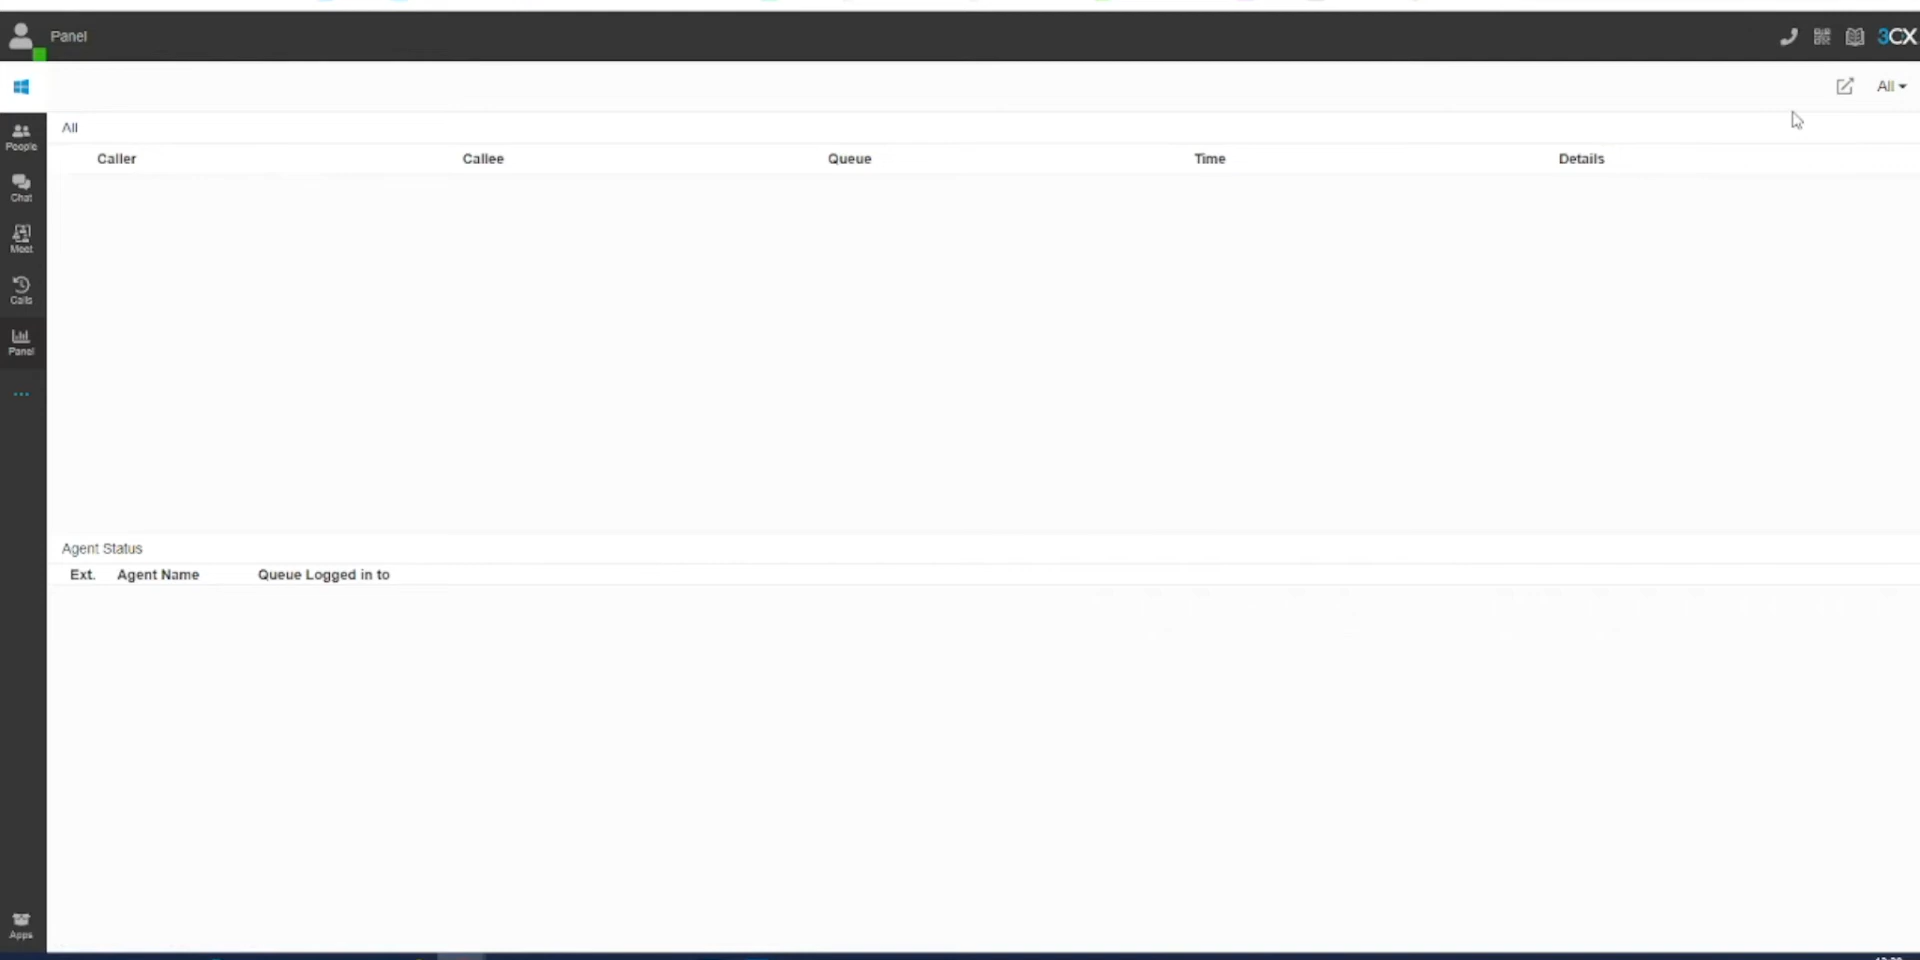 Panel
3CX
All
All
Caller Callee Queue Time Details
People
Chat
Meet
Calls
Panel
Agent Status
Ext. Agent Name Queue Logged in to
Apps